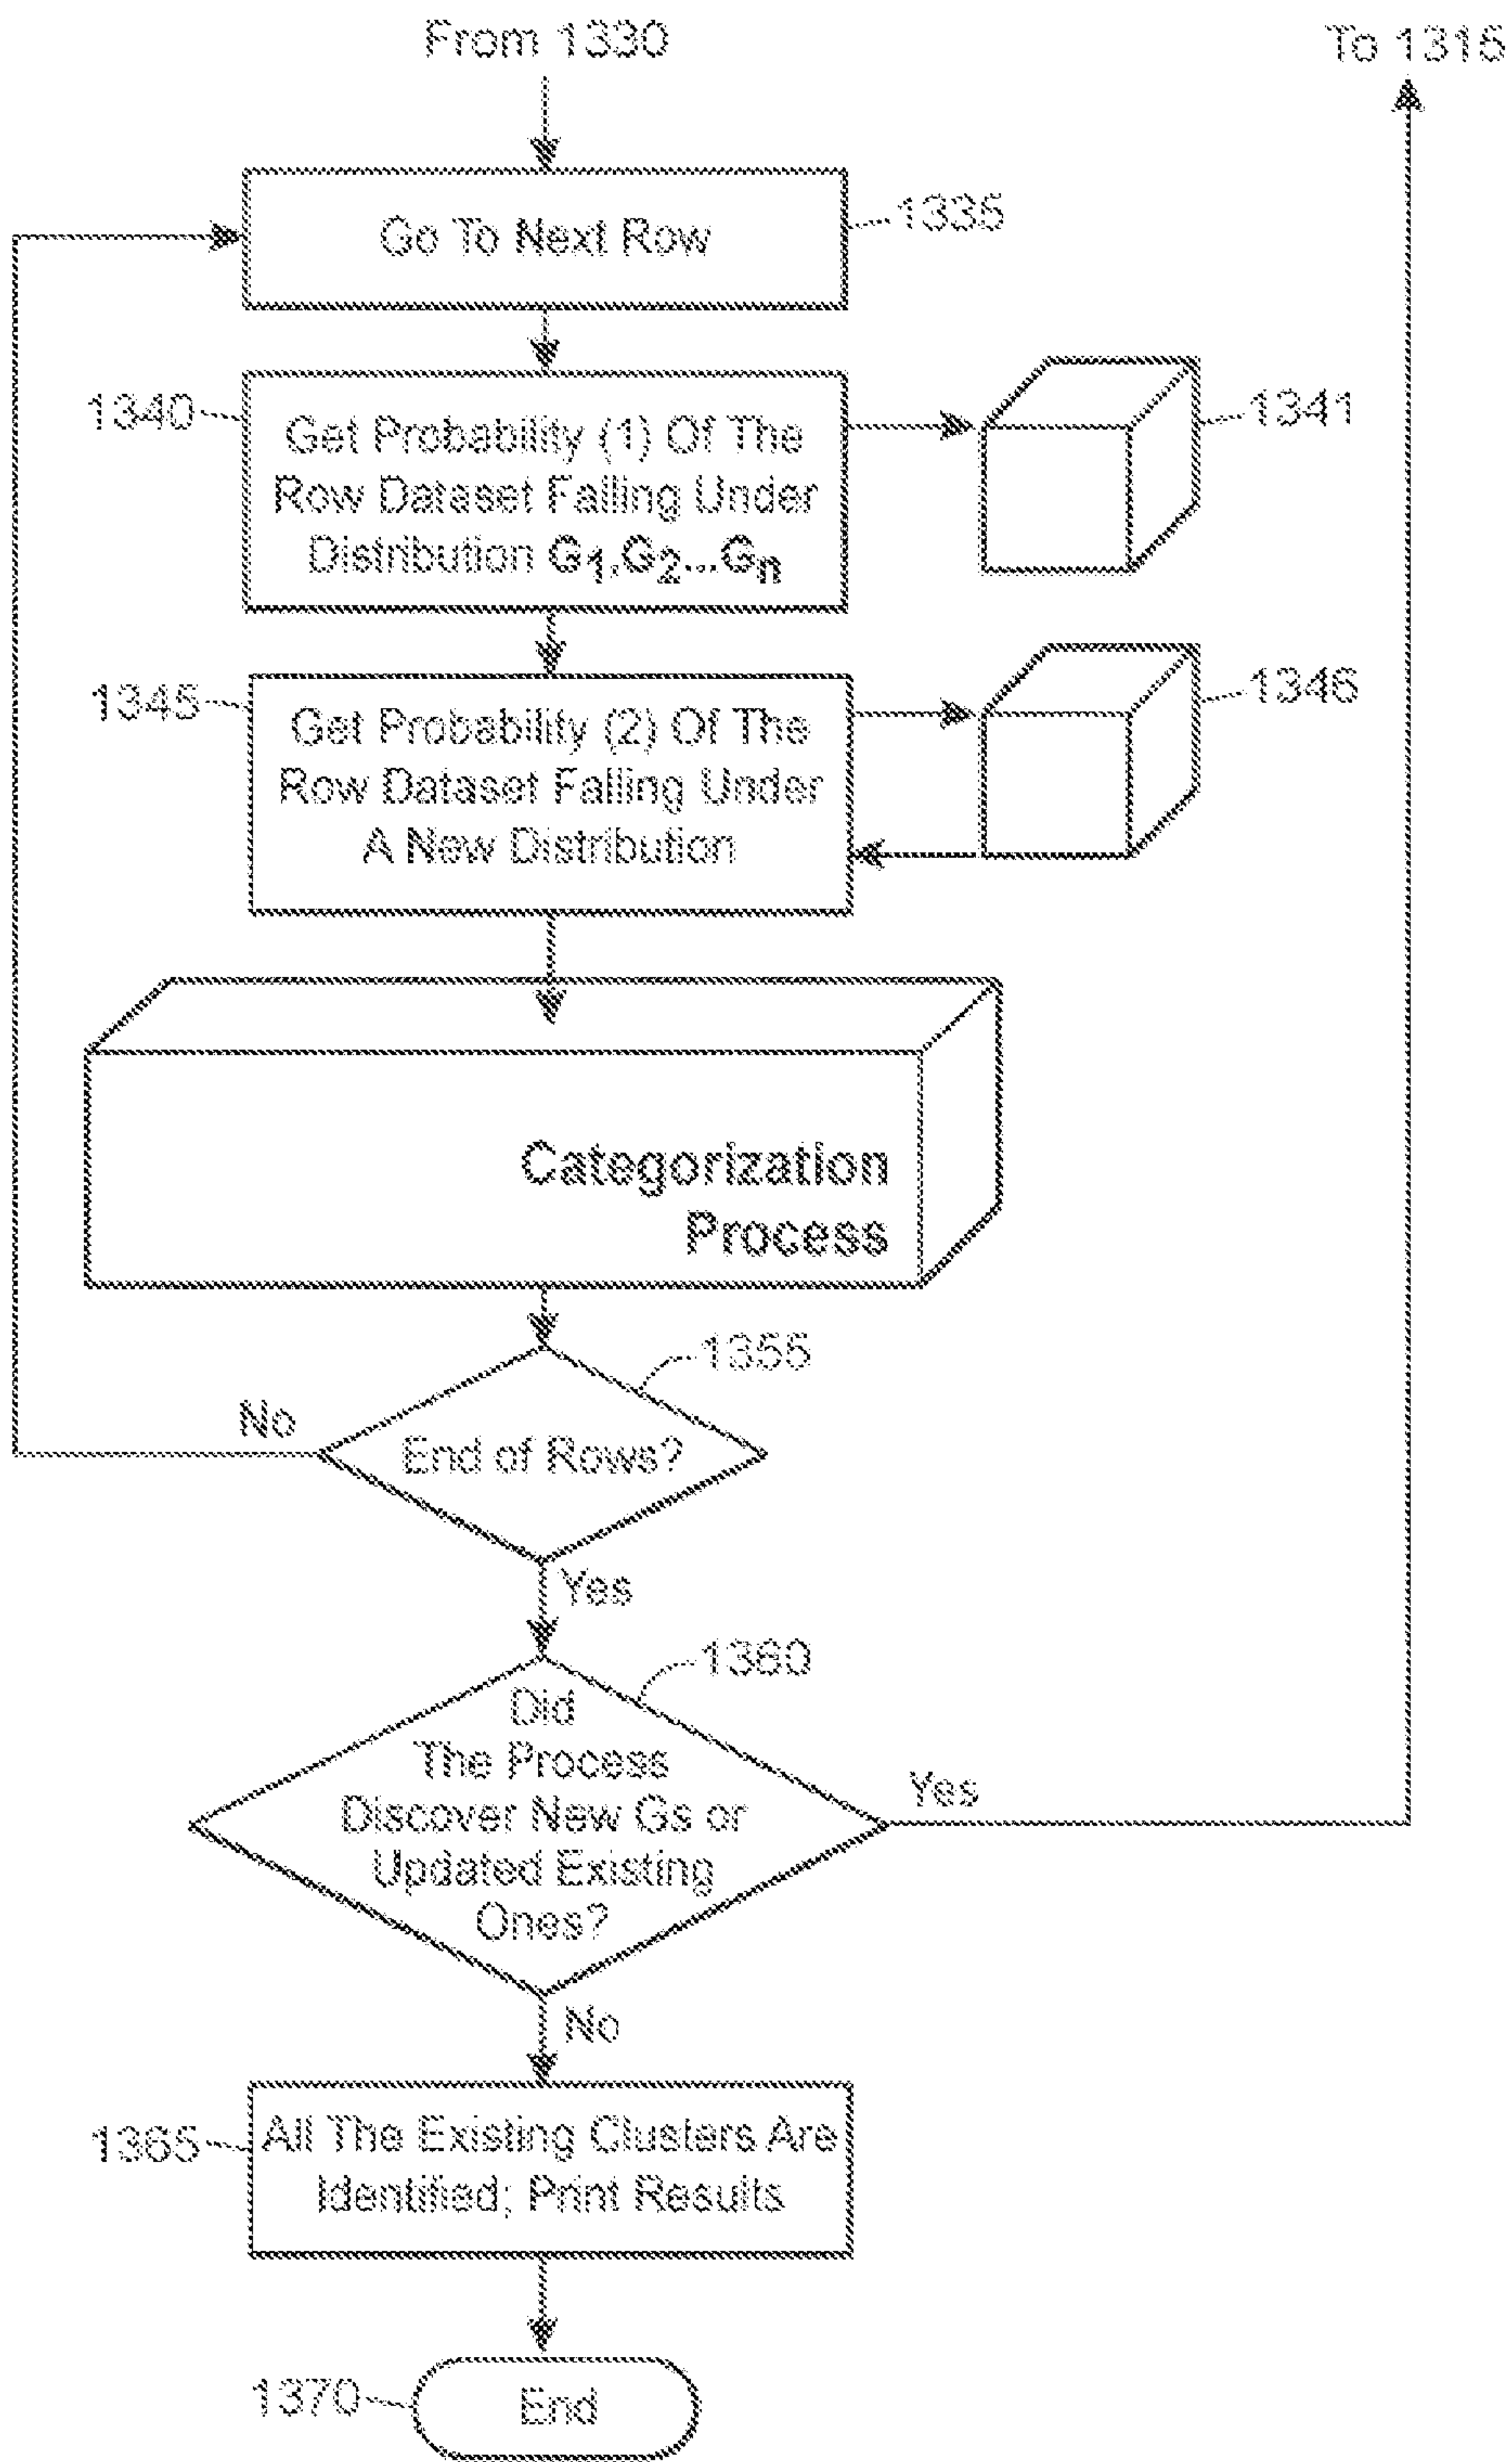 From 1330
To 1315
Go To Next Row
1335
1340
Get Probability (1) Of The
Row Dataset Falling Under
Distribution G1,G2...Gn
1341
1345
Get Probability (2) Of The
Row Dataset Falling Under
A New Distribution
1346
Categorization
Process
1355
No
End of Rows?
Yes
1360
Did
The Process
Discover New Gs or
Updated Existing
Ones?
Yes
No
1365
All The Existing Clusters Are
Identified; Print Results
1370
End